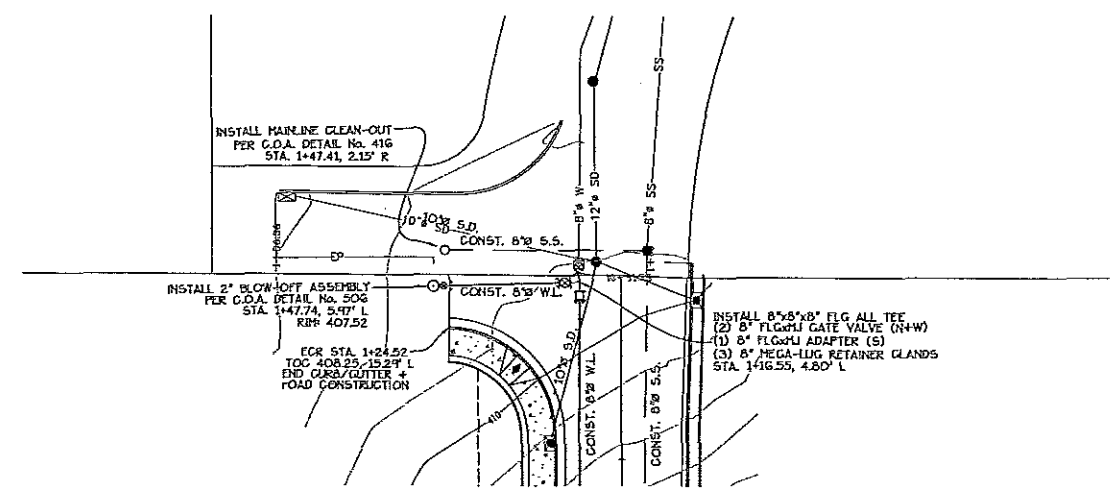 SS
INSTALL MAINLINE CLEAN-OUT
PER C.O.A. DETAIL No. 416
STA. 1+47.41, 2.15' R
8"ø W
12"ø SD
8"ø SS
10"ø S.D.
CONST. 8"ø S.S.
INSTALL 2" BLOW-OFF ASSEMBLY
PER C.O.A. DETAIL No. 506
STA. 1+47.74, 5.97' L
RIM: 407.52
CONST. 8"ø W.L.
INSTALL 8"x8"x8" FLG ALL TEE
(2) 8" FLGxMJ GATE VALVE (N+W)
(1) 8" FLGxMJ ADAPTER (S)
(3) 8" MEGA-LUG RETAINER GLANDS
STA. 1+16.55, 4.80' L
ECR STA. 1+24.52
TOC 408.25, 15.29' L
END CURB/GUTTER +
ROAD CONSTRUCTION
10"ø S.D.
CONST. 8"ø W.L.
CONST. 8"ø S.S.
410